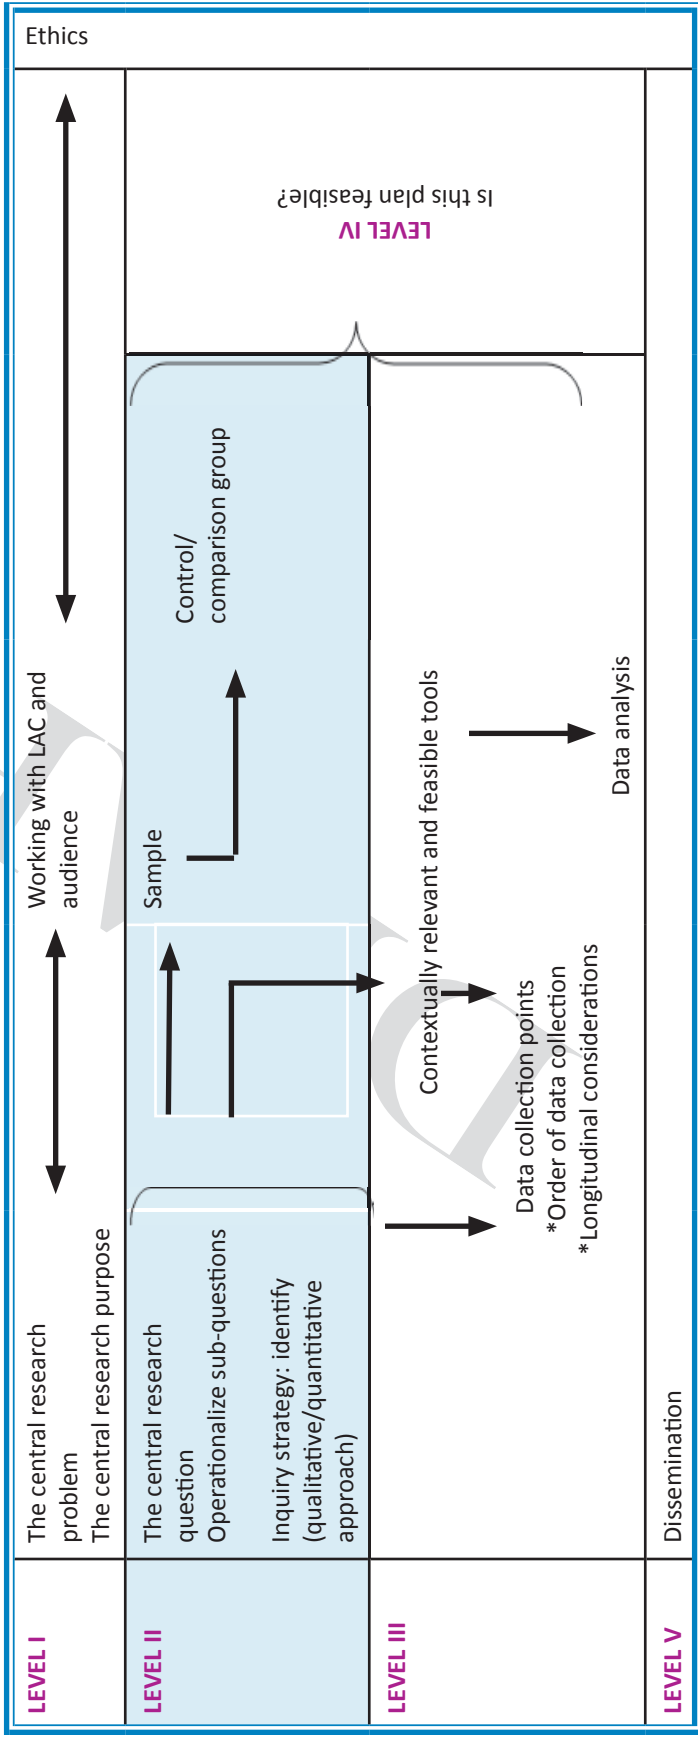 Ethics
LEVEL I
The central research
problem
The central research purpose
Working with LAC and
audience
LEVEL II
The central research
question
Operationalize sub-questions
Inquiry strategy: identify
(qualitative/quantitative
approach)
Sample
Control/
comparison group
LEVEL III
Contextually relevant and feasible tools
Data collection points
*Order of data collection
*Longitudinal considerations
Data analysis
LEVEL IV
Is this plan feasible?
LEVEL V
Dissemination